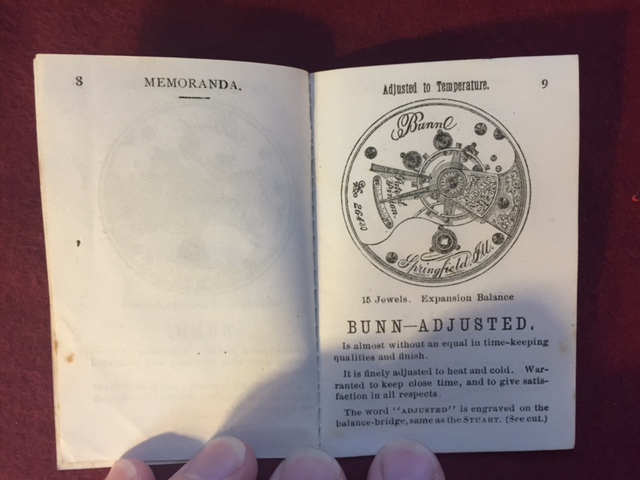 8 MEMORANDA.
Adjusted to Temperature. 9
Bunn
No 26420
Springfield, Ill.
15 Jewels. Expansion Balance
BUNN—ADJUSTED.
Is almost without an equal in time-keeping
qualities and finish.
It is finely adjusted to heat and cold. War-
ranted to keep close time, and to give satis-
faction in all respects.
The word "ADJUSTED" is engraved on the
balance-bridge, same as the STUART. (See cut.)